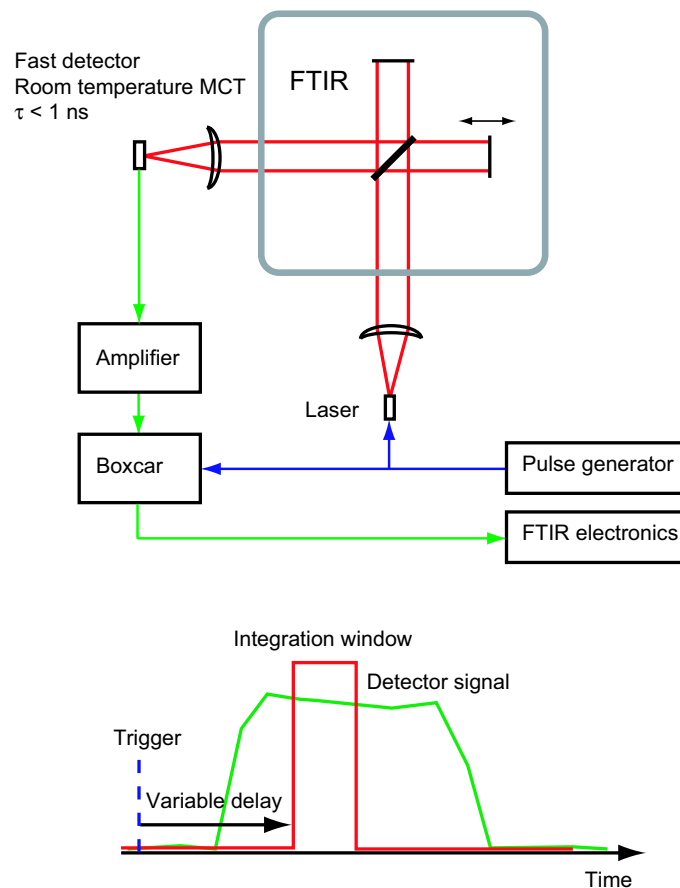 Fast detector
Room temperature MCT
τ < 1 ns
FTIR
Amplifier
Laser
Boxcar
Pulse generator
FTIR electronics
Integration window
Detector signal
Trigger
Variable delay
Time